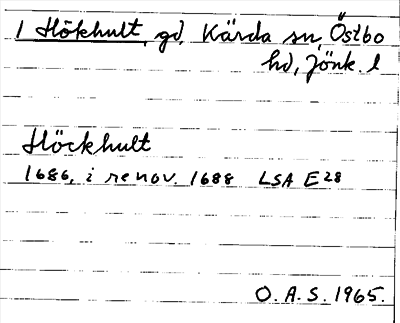 1 Hökhult, gd, Kärda sn, Östbo
hd, Jönk. l
Höckhult
1686, i renov. 1688 LSA E28
O. A. S. 1965.